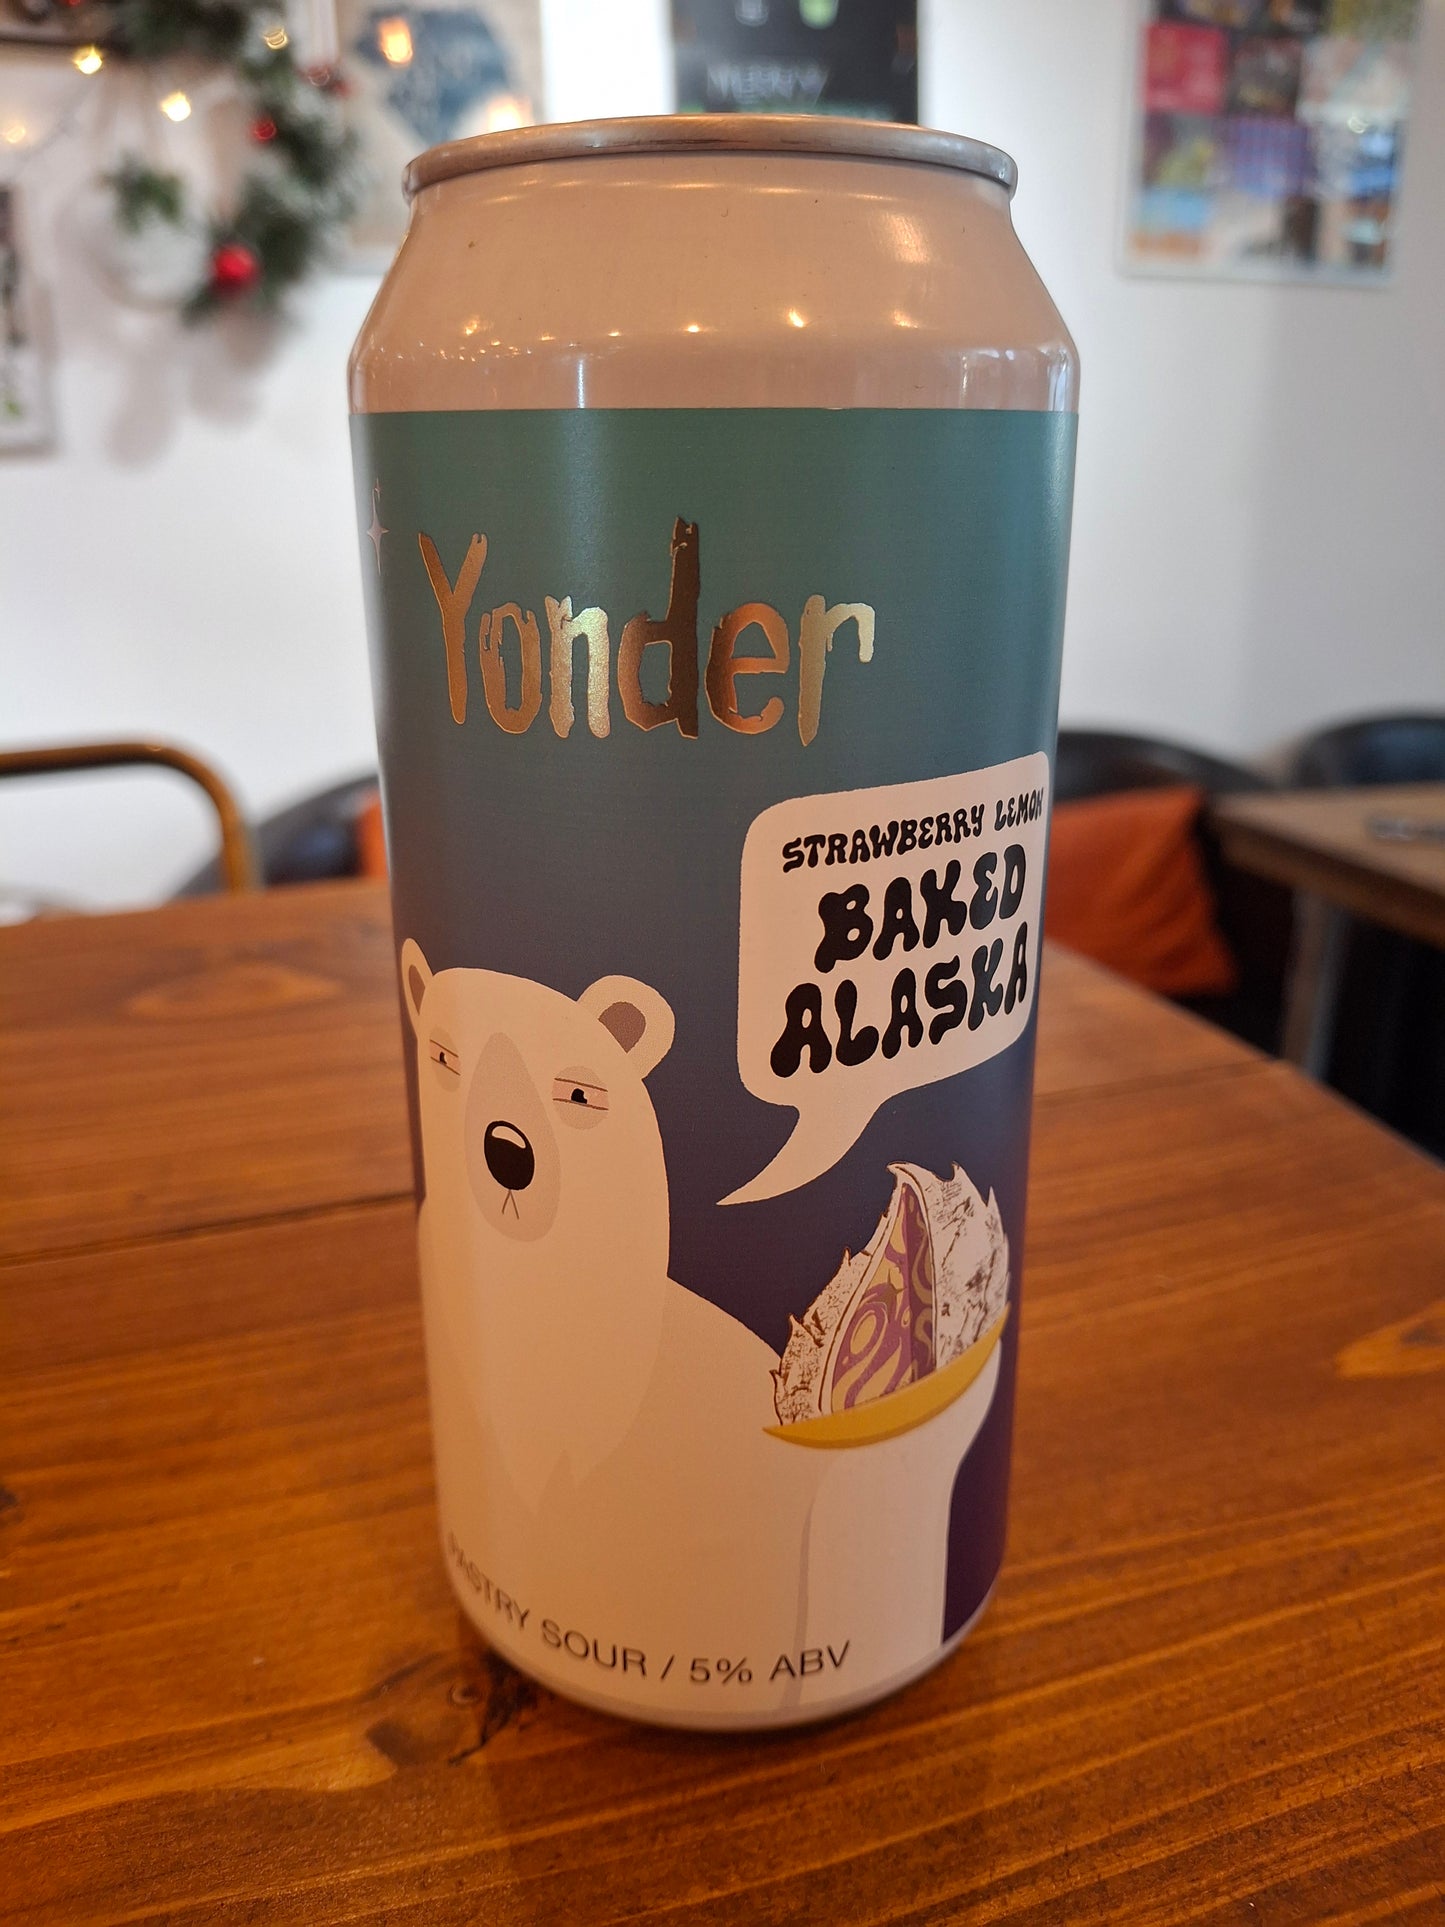 Yonder
STRAWBERRY LEMON
BAKED
ALASKA
PASTRY SOUR / 5% ABV